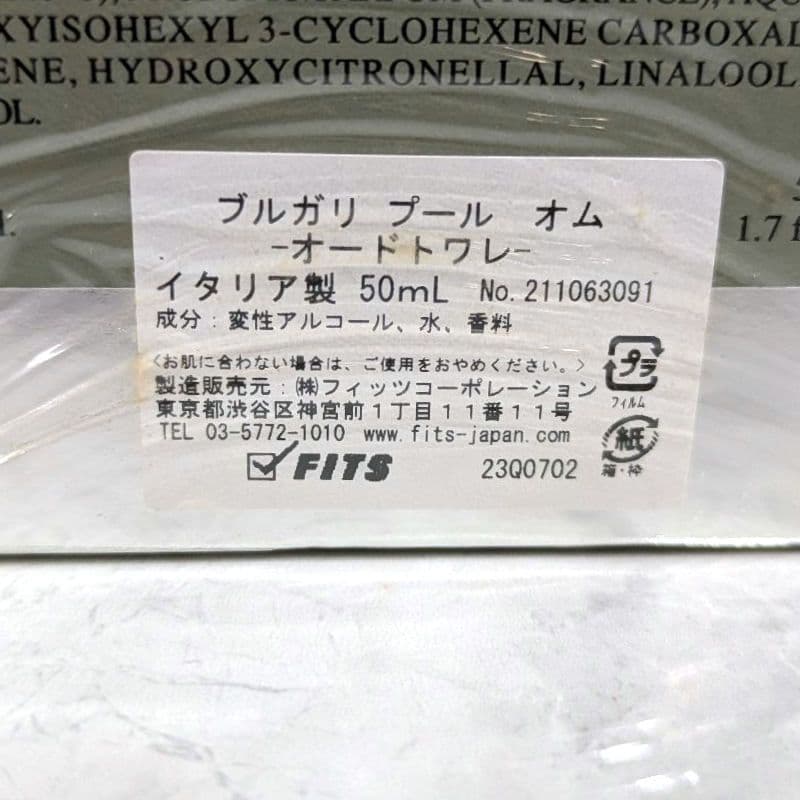 XYISOHEXYL 3-CYCLOHEXENE CARBOXAL
ENE, HYDROXYCITRONELLAL, LINALOOL
OL.
1.7 f
ブルガリ プール オム
-オードトワレ-
イタリア製 50mL No.211063091
成分：変性アルコール、水、香料
<お肌に合わない場合は、ご使用をおやめください。>
製造販売元：㈱フィッツコーポレーション
東京都渋谷区神宮前１丁目１１番１１号
TEL 03-5772-1010 www.fits-japan.com
FITS 23Q0702
プラ
フィルム
紙
箱・枠